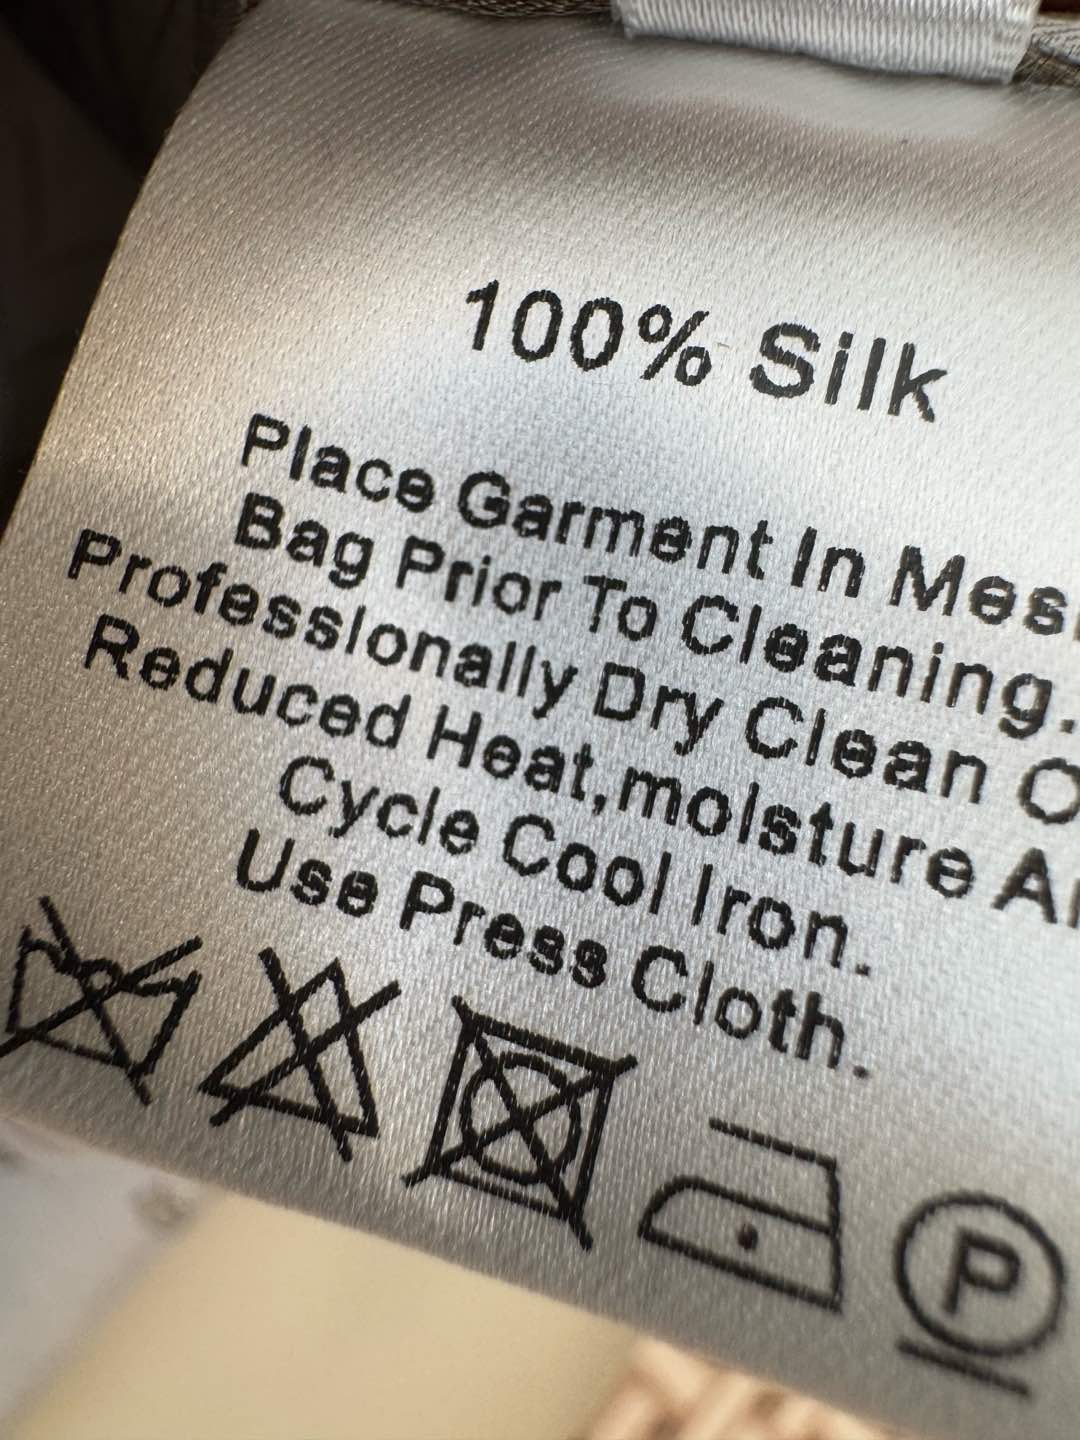 100% Silk
Place Garment In
Bag Prior To Cleaning.
Professionally Dry Clean
Reduced Heat,moisture
Cycle Cool Iron.
Use Press Cloth.
P